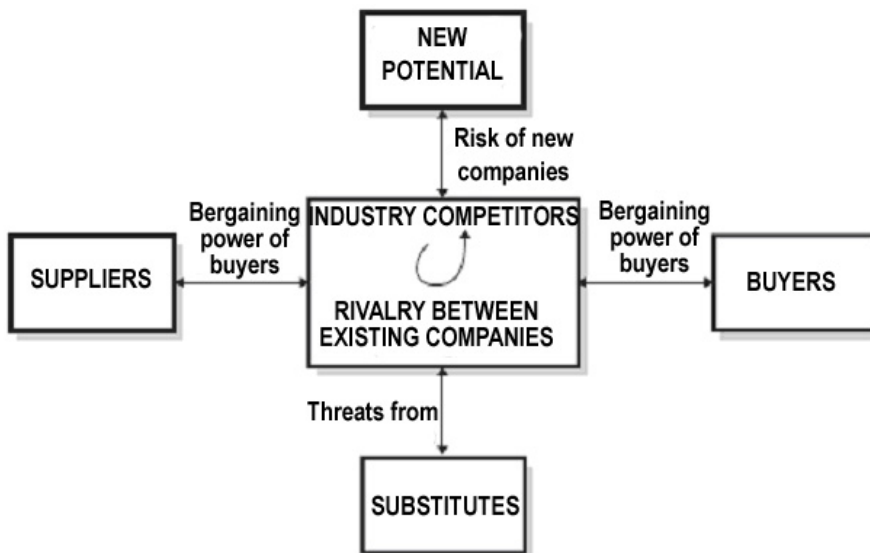 NEW
POTENTIAL
Risk of new
companies
Bergaining
power of
buyers
SUPPLIERS
INDUSTRY COMPETITORS
RIVALRY BETWEEN
EXISTING COMPANIES
Bergaining
power of
buyers
BUYERS
Threats from
SUBSTITUTES